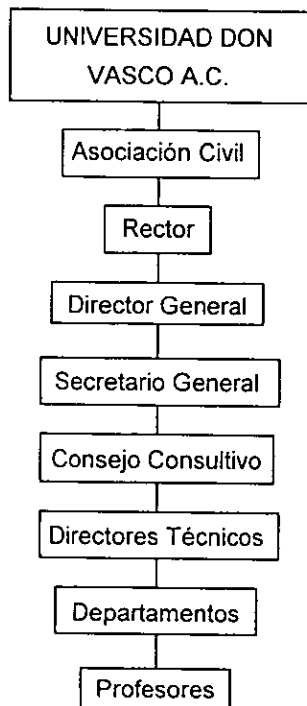 UNIVERSIDAD DON
VASCO A.C.
Asociación Civil
Rector
Director General
Secretario General
Consejo Consultivo
Directores Técnicos
Departamentos
Profesores